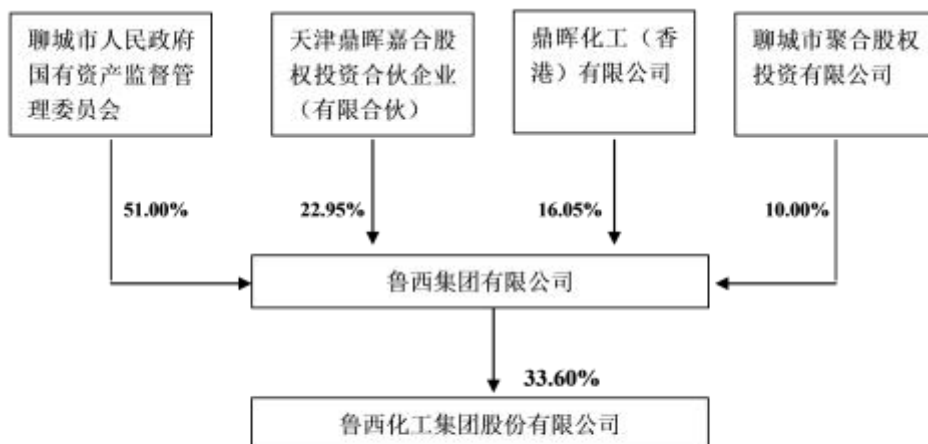 聊城市人民政府
国有资产监督管
理委员会
天津鼎晖嘉合股
权投资合伙企业
（有限合伙）
鼎晖化工（香
港）有限公司
聊城市聚合股权
投资有限公司
51.00%
22.95%
16.05%
10.00%
鲁西集团有限公司
33.60%
鲁西化工集团股份有限公司